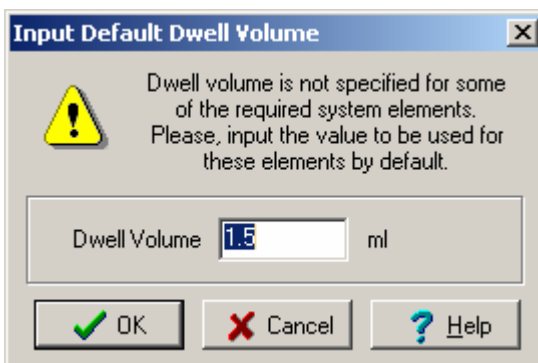 Input Default Dwell Volume
Dwell volume is not specified for some
of the required system elements.
Please, input the value to be used for
these elements by default.
Dwell Volume 1.5 ml
OK Cancel Help